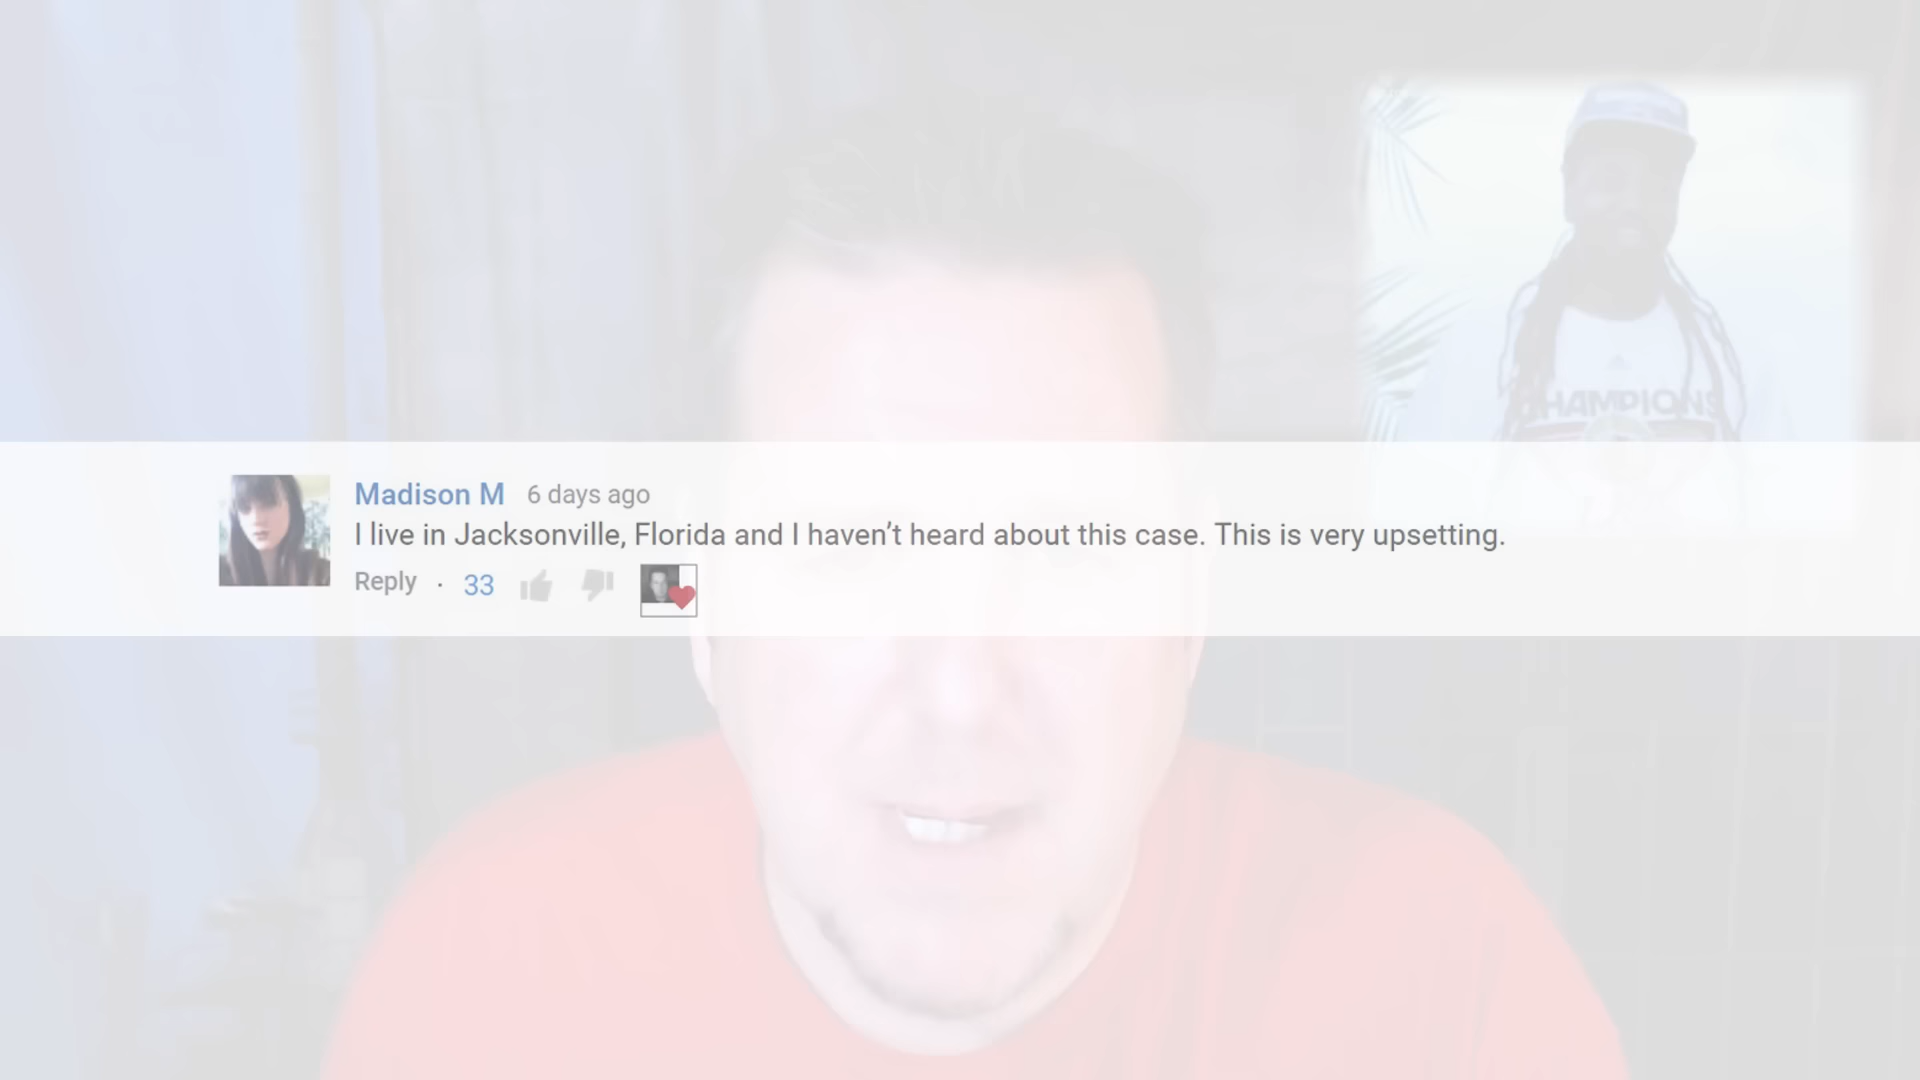 CHAMPIONS
Madison M 6 days ago
I live in Jacksonville, Florida and I haven’t heard about this case. This is very upsetting.
Reply · 33